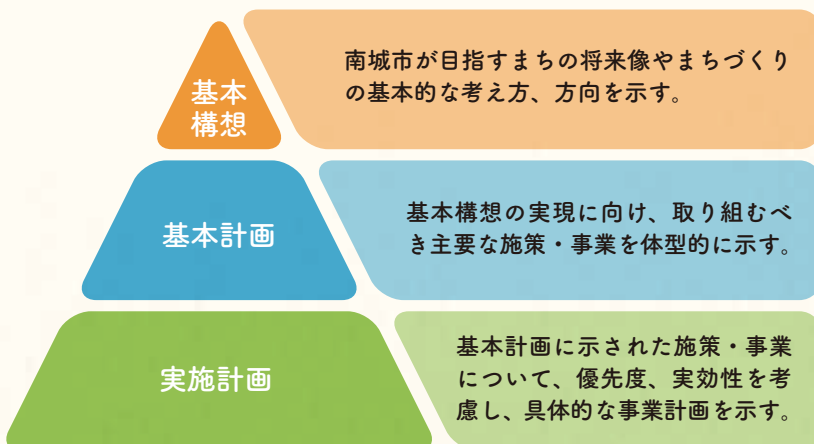 基本
構想
南城市が目指すまちの将来像やまちづくり
の基本的な考え方、方向を示す。
基本計画
基本構想の実現に向け、取り組むべ
き主要な施策・事業を体型的に示す。
実施計画
基本計画に示された施策・事業
について、優先度、実効性を考
慮し、具体的な事業計画を示す。